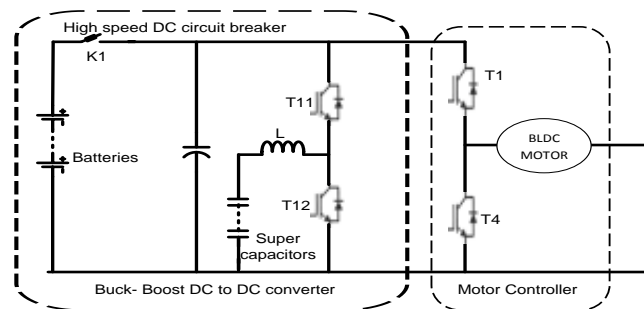 High speed DC circuit breaker
K1
T1
T11
L
BLDC
MOTOR
Batteries
T12
T4
Super
capacitors
Buck- Boost DC to DC converter
Motor Controller